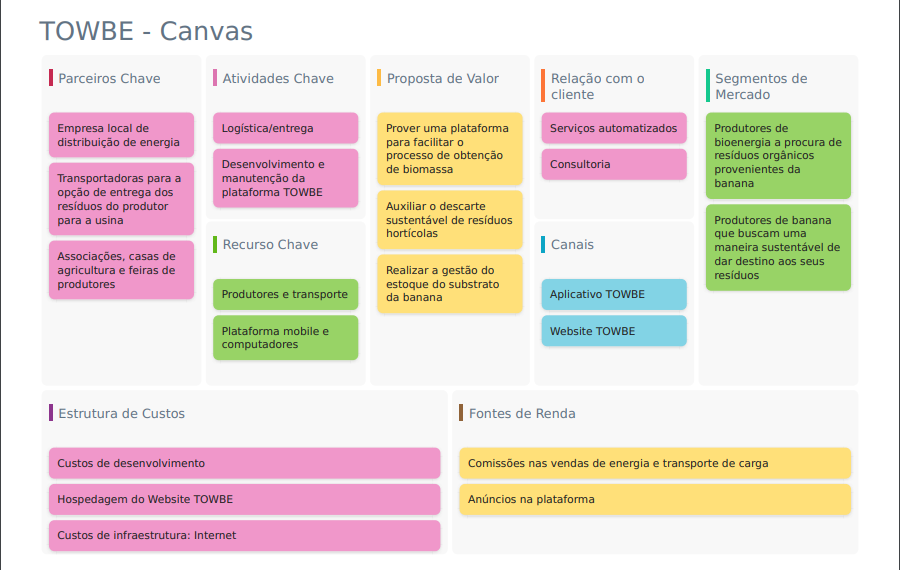 TOWBE - Canvas
Parceiros Chave
Empresa local de
distribuição de energia
Transportadoras para a
opção de entrega dos
resíduos do produtor
para a usina
Associações, casas de
agricultura e feiras de
produtores
Atividades Chave
Logística/entrega
Desenvolvimento e
manutenção da
plataforma TOWBE
Recurso Chave
Produtores e transporte
Plataforma mobile e
computadores
Proposta de Valor
Prover uma plataforma
para facilitar o
processo de obtenção
de biomassa
Auxiliar o descarte
sustentável de resíduos
hortícolas
Realizar a gestão do
estoque do substrato
da banana
Relação com o
cliente
Serviços automatizados
Consultoria
Canais
Aplicativo TOWBE
Website TOWBE
Segmentos de
Mercado
Produtores de
bioenergia a procura de
resíduos orgânicos
provenientes da
banana
Produtores de banana
que buscam uma
maneira sustentável de
dar destino aos seus
resíduos
Estrutura de Custos
Custos de desenvolvimento
Hospedagem do Website TOWBE
Custos de infraestrutura: Internet
Fontes de Renda
Comissões nas vendas de energia e transporte de carga
Anúncios na plataforma